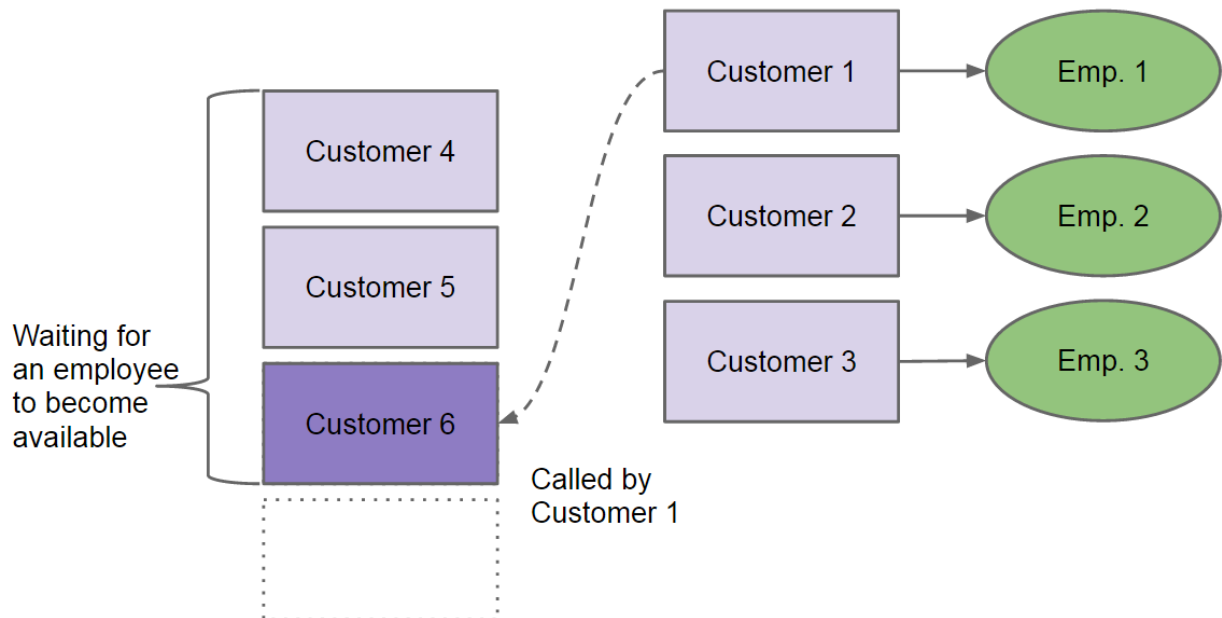 Customer 1
Emp. 1
Customer 4
Customer 2
Emp. 2
Customer 5
Waiting for
an employee
to become
available
Customer 3
Emp. 3
Customer 6
Called by
Customer 1